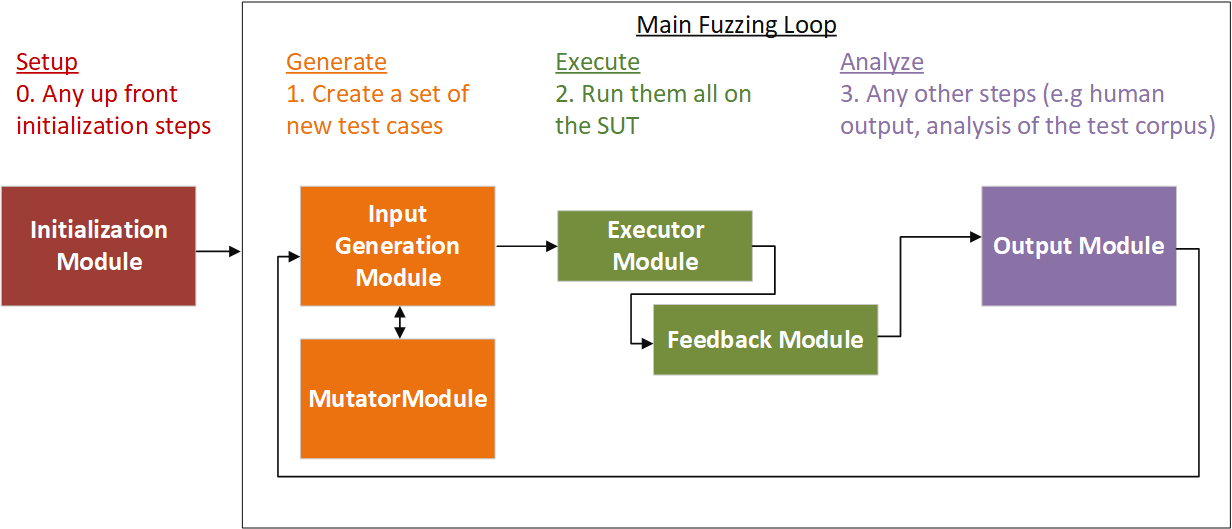 Main Fuzzing Loop
Setup
0. Any up front
initialization steps
Generate
1. Create a set of
new test cases
Execute
2. Run them all on
the SUT
Analyze
3. Any other steps (e.g human
output, analysis of the test corpus)
Initialization
Module
Input
Generation
Module
MutatorModule
Executor
Module
Feedback Module
Output Module